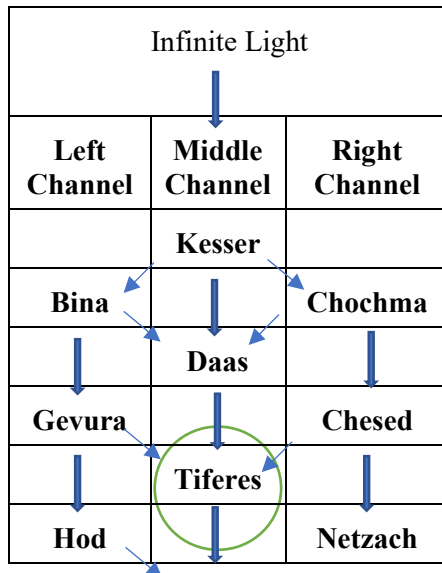 Infinite Light
Left Channel
Middle Channel
Right Channel
Kesser
Bina
Chochma
Daas
Gevura
Chesed
Tiferes
Hod
Netzach